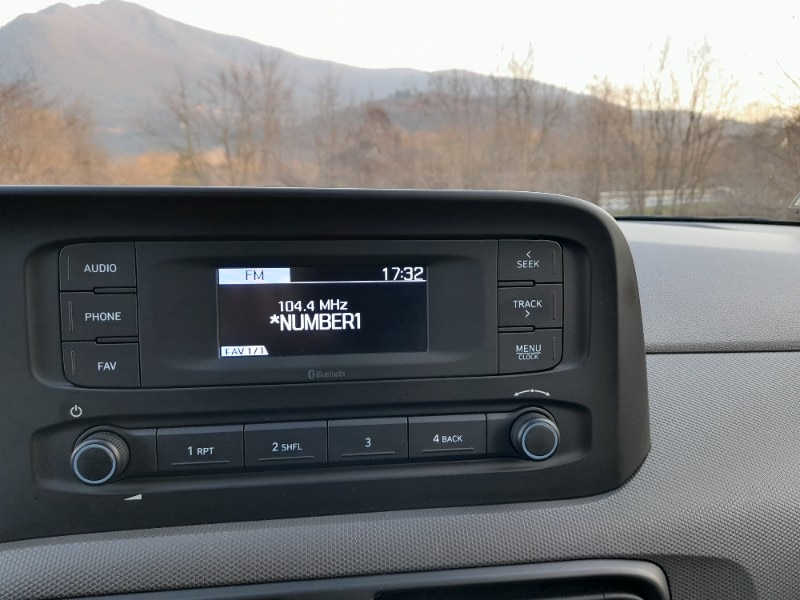 AUDIO
PHONE
FAV
FM 17:32
104.4 MHz
*NUMBER1
FAV 1/1
Bluetooth
< SEEK
TRACK >
MENU
CLOCK
1 RPT
2 SHFL
3
4 BACK